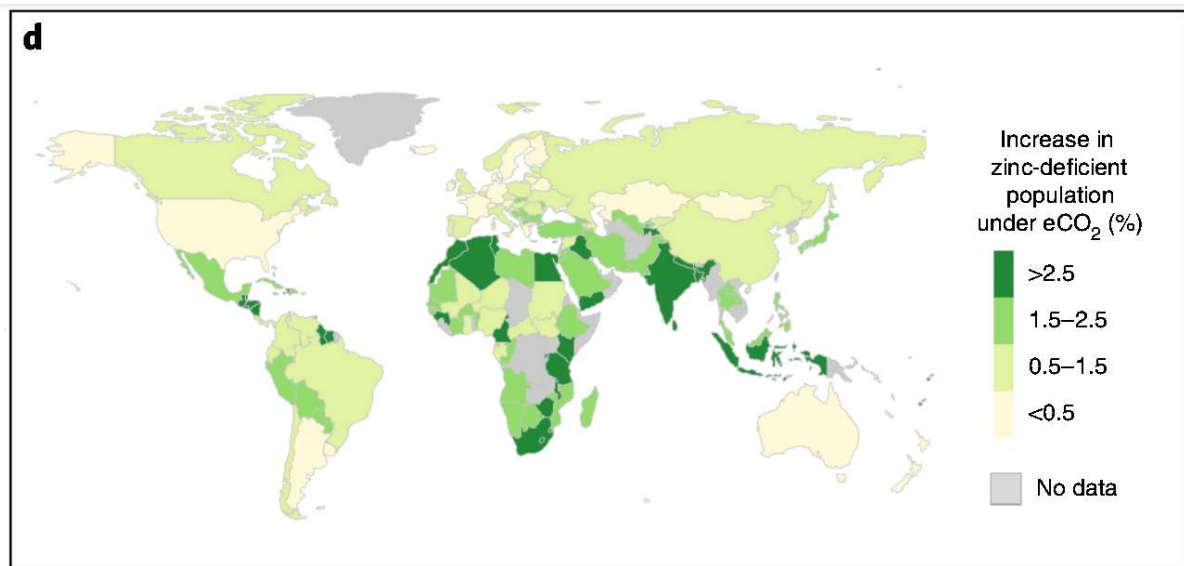 d
Increase in
zinc-deficient
population
under eCO₂ (%)
>2.5
1.5–2.5
0.5–1.5
<0.5
No data